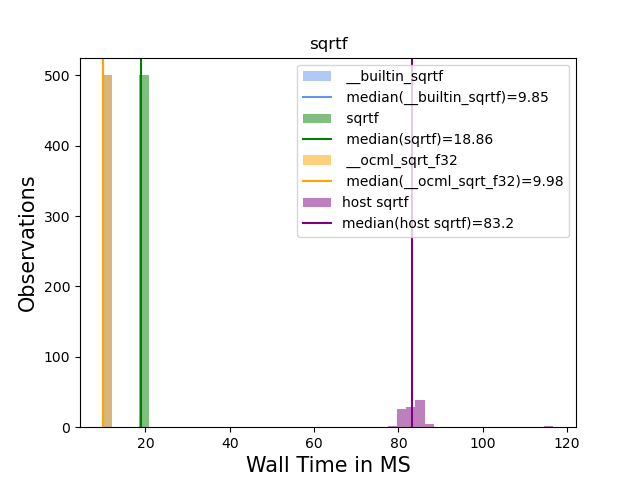 sqrtf
500
400
300
200
100
0
Observations
__builtin_sqrtf
median(__builtin_sqrtf)=9.85
sqrtf
median(sqrtf)=18.86
__ocml_sqrt_f32
median(__ocml_sqrt_f32)=9.98
host sqrtf
median(host sqrtf)=83.2
20 40 60 80 100 120
Wall Time in MS